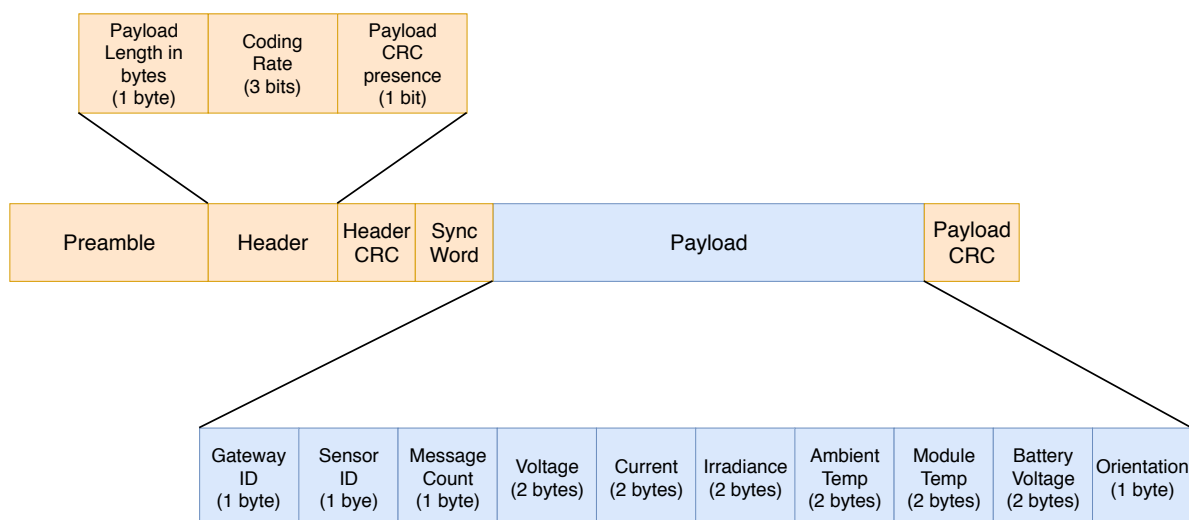 Payload
Length in
bytes
(1 byte)
Coding
Rate
(3 bits)
Payload
CRC
presence
(1 bit)
Preamble
Header
Header
CRC
Sync
Word
Payload
Payload
CRC
Gateway
ID
(1 byte)
Sensor
ID
(1 bye)
Message
Count
(1 byte)
Voltage
(2 bytes)
Current
(2 bytes)
Irradiance
(2 bytes)
Ambient
Temp
(2 bytes)
Module
Temp
(2 bytes)
Battery
Voltage
(2 bytes)
Orientation
(1 byte)